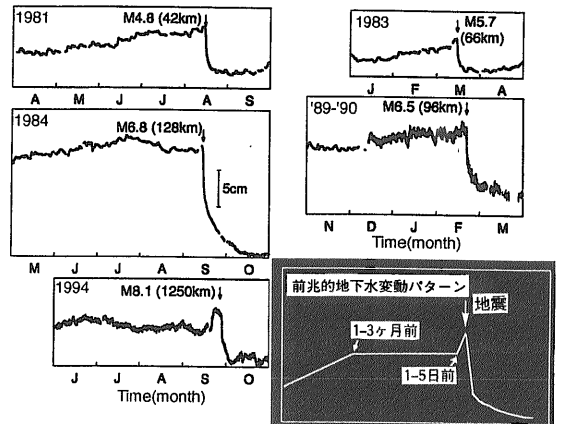 1981
M4.8 (42km)
A M J J A S
1983
M5.7
(66km)
J F M A
1984
M6.8 (128km)
5cm
M J J A S O
'89-'90
M6.5 (96km)
N D J F M
Time(month)
1994
M8.1 (1250km)
J J A S O
Time(month)
前兆的地下水変動パターン
地震
1-3ヶ月前
1-5日前